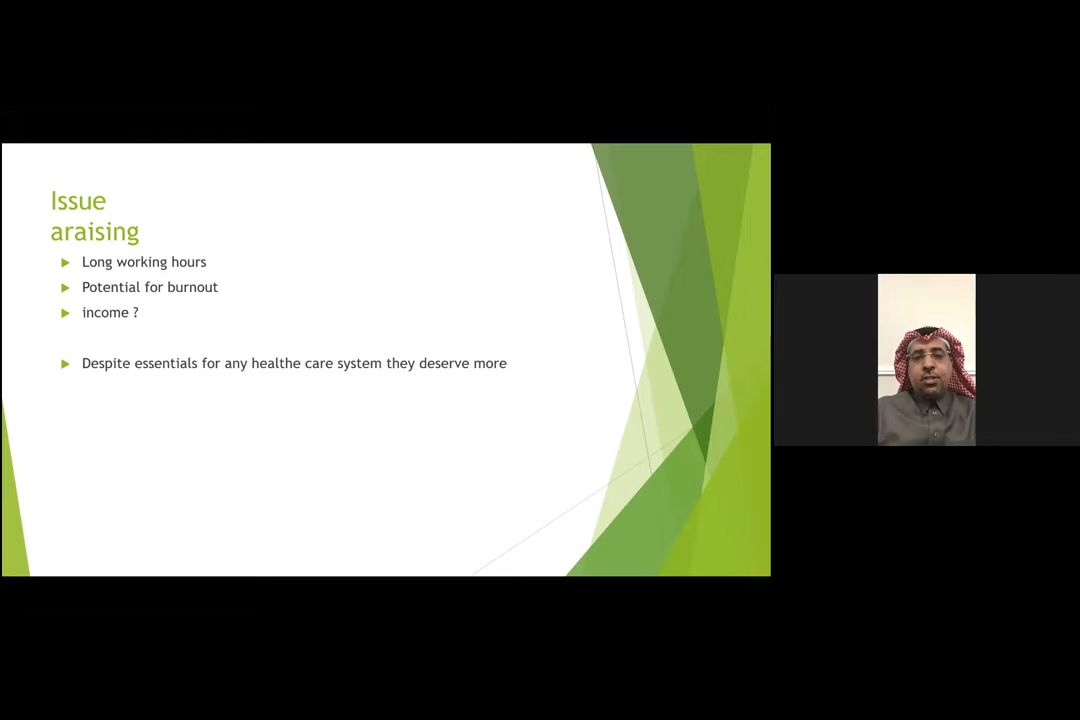 Issue
araising
Long working hours
Potential for burnout
income ?
Despite essentials for any healthe care system they deserve more